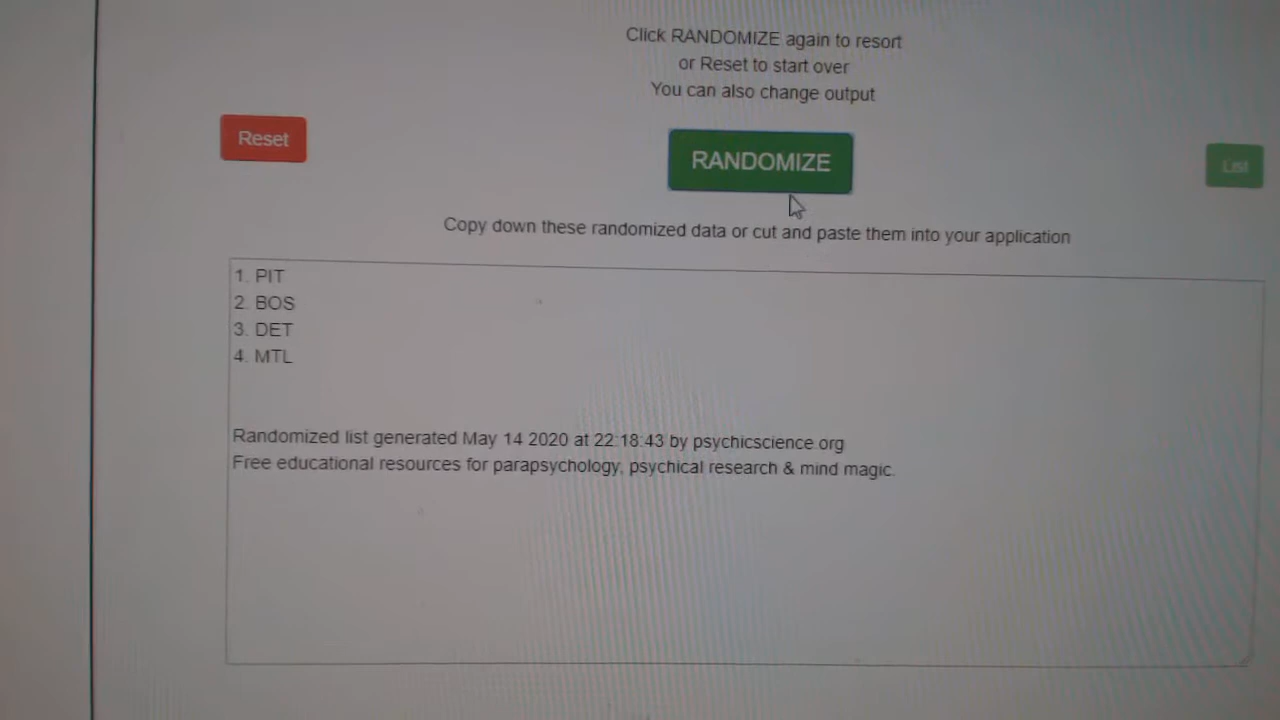 Click RANDOMIZE again to resort
or Reset to start over
You can also change output
Reset
RANDOMIZE
List
Copy down these randomized data or cut and paste them into your application
1. PIT
2. BOS
3. DET
4. MTL
Randomized list generated May 14 2020 at 22:18:43 by psychicscience.org
Free educational resources for parapsychology, psychical research & mind magic.